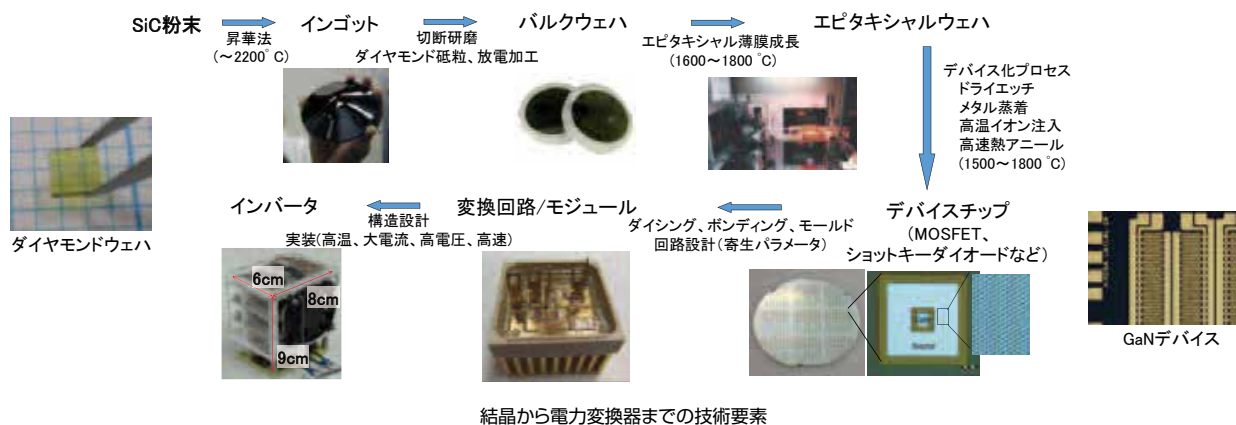 SiC粉末
昇華法
(～2200°C)
インゴット
切断研磨
ダイヤモンド砥粒、放電加工
バルクウェハ
エピタキシャル薄膜成長
(1600～1800 °C)
エピタキシャルウェハ
デバイス化プロセス
ドライエッチ
メタル蒸着
高温イオン注入
高速熱アニール
(1500～1800 °C)
ダイヤモンドウェハ
インバータ
構造設計
実装(高温、大電流、高電圧、高速)
変換回路/モジュール
ダイシング、ボンディング、モールド
回路設計(寄生パラメータ)
デバイスチップ
(MOSFET、
ショットキーダイオードなど)
6cm
8cm
9cm
GaNデバイス
結晶から電力変換器までの技術要素